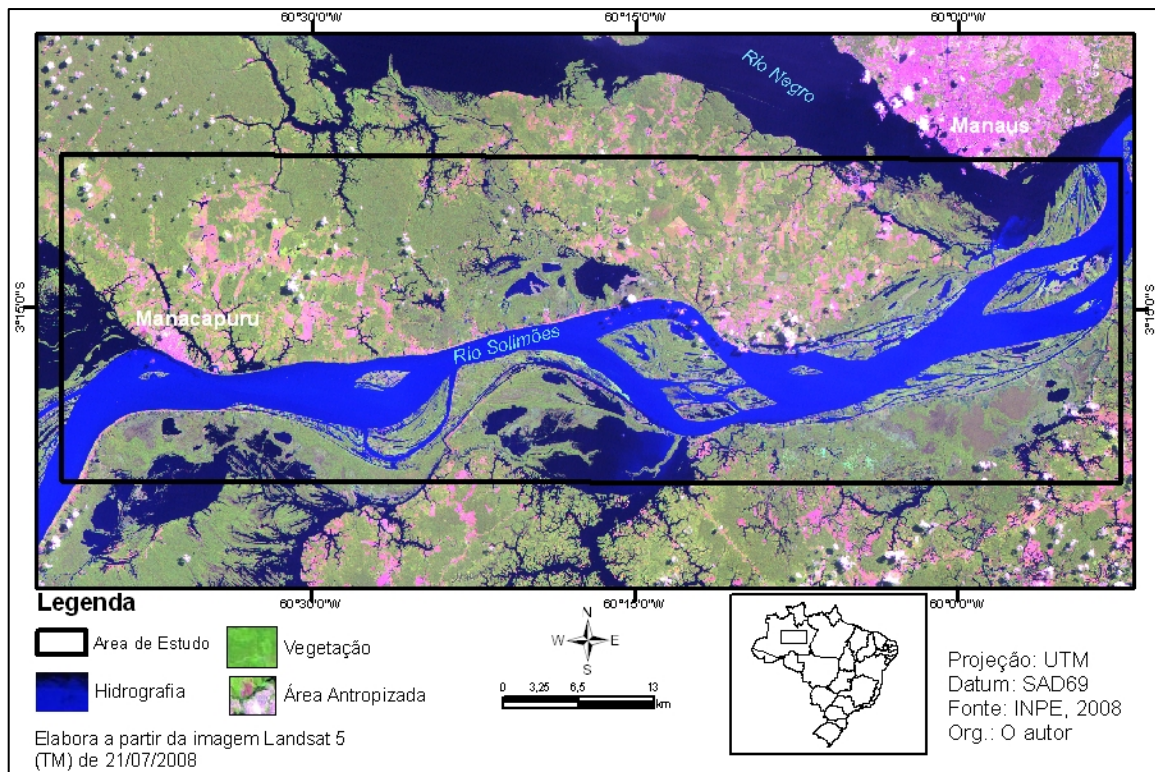 60°30'0"W 60°15'0"W 60°0'0"W
Rio Negro
Manaus
3°15'0"S 3°15'0"S
Manacapuru
Rio Solimões
60°30'0"W 60°15'0"W 60°0'0"W
Legenda
Area de Estudo
Vegetação
Hidrografia
Área Antropizada
N
W E
S
0 3,25 6,5 13
km
Projeção: UTM
Datum: SAD69
Fonte: INPE, 2008
Org.: O autor
Elabora a partir da imagem Landsat 5
(TM) de 21/07/2008